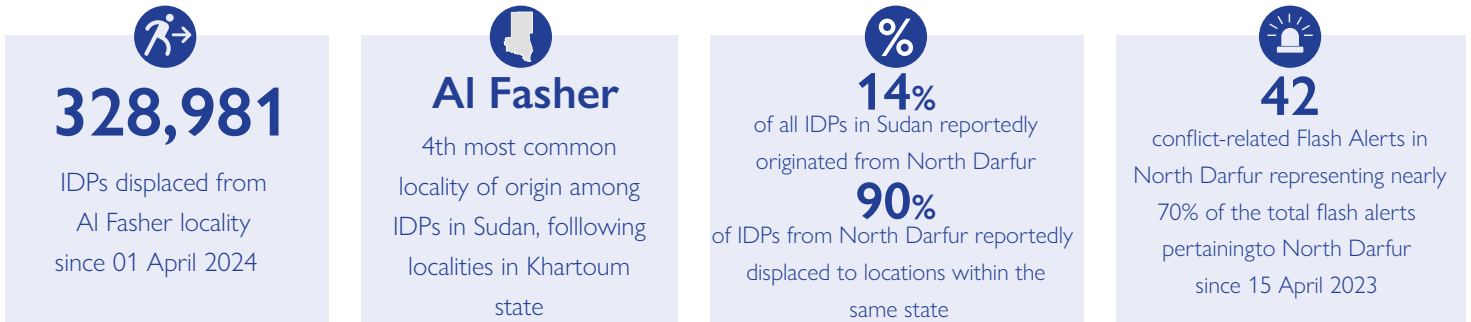 328,981
IDPs displaced from
Al Fasher locality
since 01 April 2024
Al Fasher
4th most common
locality of origin among
IDPs in Sudan, folllowing
localities in Khartoum
state
%
14%
of all IDPs in Sudan reportedly
originated from North Darfur
90%
of IDPs from North Darfur reportedly
displaced to locations within the
same state
42
conflict-related Flash Alerts in
North Darfur representing nearly
70% of the total flash alerts
pertainingto North Darfur
since 15 April 2023